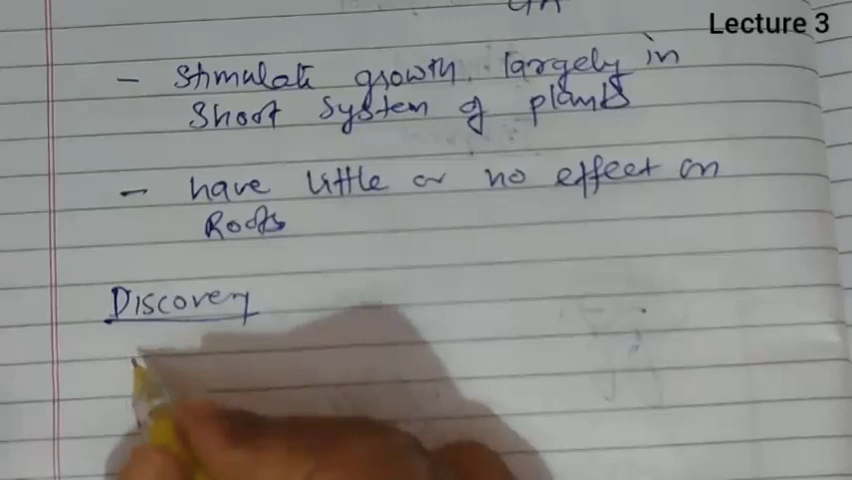 Lecture 3
- Stimulate growth largely in
Shoot system of plants
- have little or no effect on
Roots
Discovery